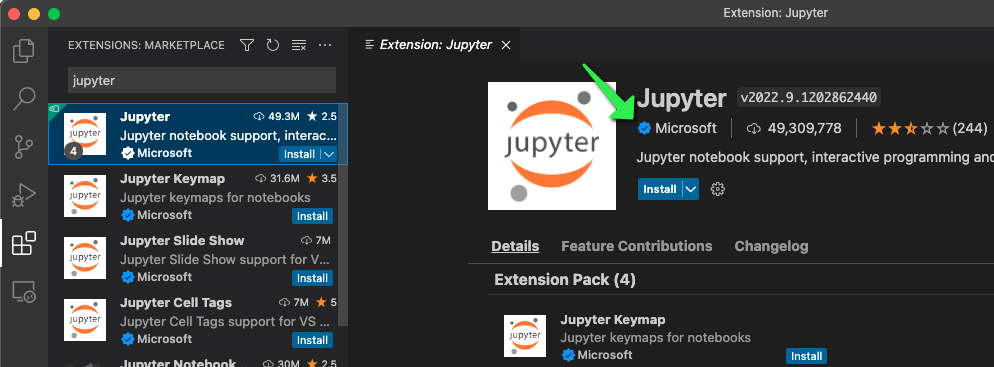 Extension: Jupyter
EXTENSIONS: MARKETPLACE
jupyter
jupyter
4
Jupyter 49.3M 2.5
Jupyter notebook support, interac...
Microsoft Install
jupyter
Jupyter Keymap 31.6M 3.5
Jupyter keymaps for notebooks
Microsoft Install
jupyter
Jupyter Slide Show 7M
Jupyter Slide Show support for V...
Microsoft Install
jupyter
Jupyter Cell Tags 7M 5
Jupyter Cell Tags support for VS ...
Microsoft Install
Jupyter Notebook 30M 2.5
Extension: Jupyter
jupyter
Jupyter v2022.9.1202862440
Microsoft 49,309,778 (244)
Jupyter notebook support, interactive programming and
Install
Details Feature Contributions Changelog
Extension Pack (4)
jupyter
Jupyter Keymap
Jupyter keymaps for notebooks
Microsoft Install